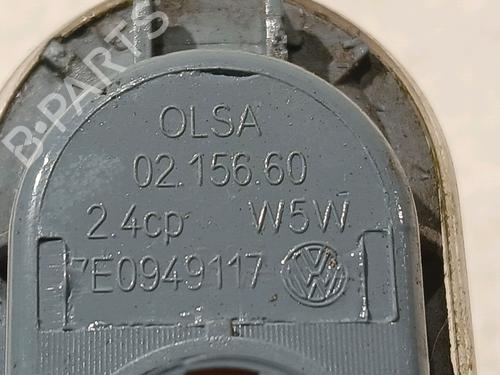 B-PARTS
OLSA
02.156.60
2.4cp W5W
7E0949117